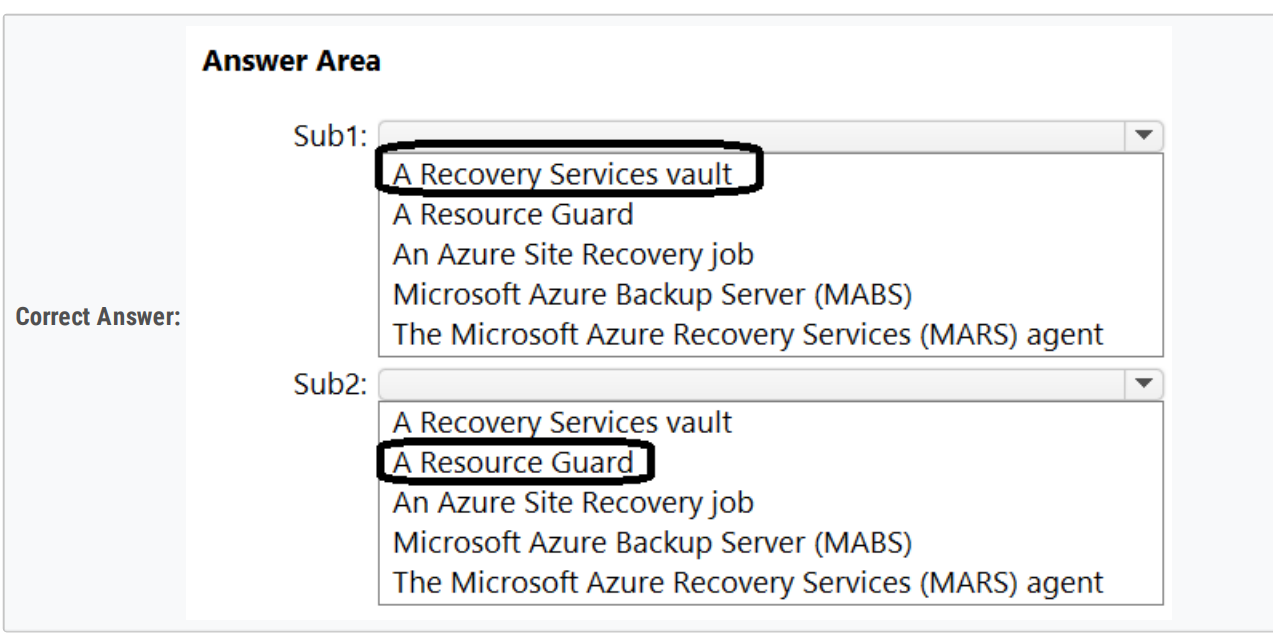 Answer Area
Sub1:
A Recovery Services vault
A Resource Guard
An Azure Site Recovery job
Microsoft Azure Backup Server (MABS)
The Microsoft Azure Recovery Services (MARS) agent
Correct Answer:
Sub2:
A Recovery Services vault
A Resource Guard
An Azure Site Recovery job
Microsoft Azure Backup Server (MABS)
The Microsoft Azure Recovery Services (MARS) agent